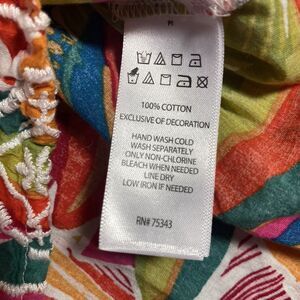 M
100% COTTON
EXCLUSIVE OF DECORATION
HAND WASH COLD
WASH SEPARATELY
ONLY NON-CHLORINE
BLEACH WHEN NEEDED
LINE DRY
LOW IRON IF NEEDED
RN# 75343